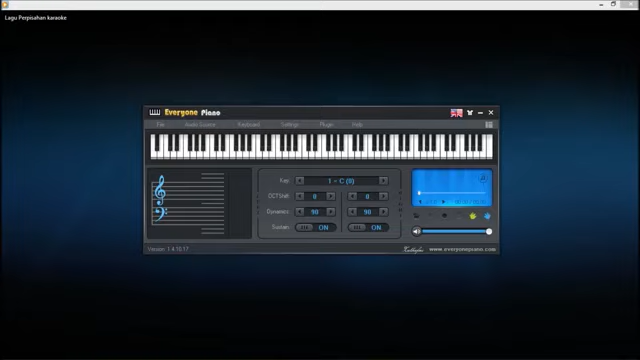 Lagu Perpisahan karaoke
Everyone Piano
File Audio Source Keyboard Settings Plugin Help
Key: 1 = C (0)
OCTShift: 0 0
Dynamics: 90 90
Sustain: ON ON
Version: 1.4.10.17
www.everyonepiano.com